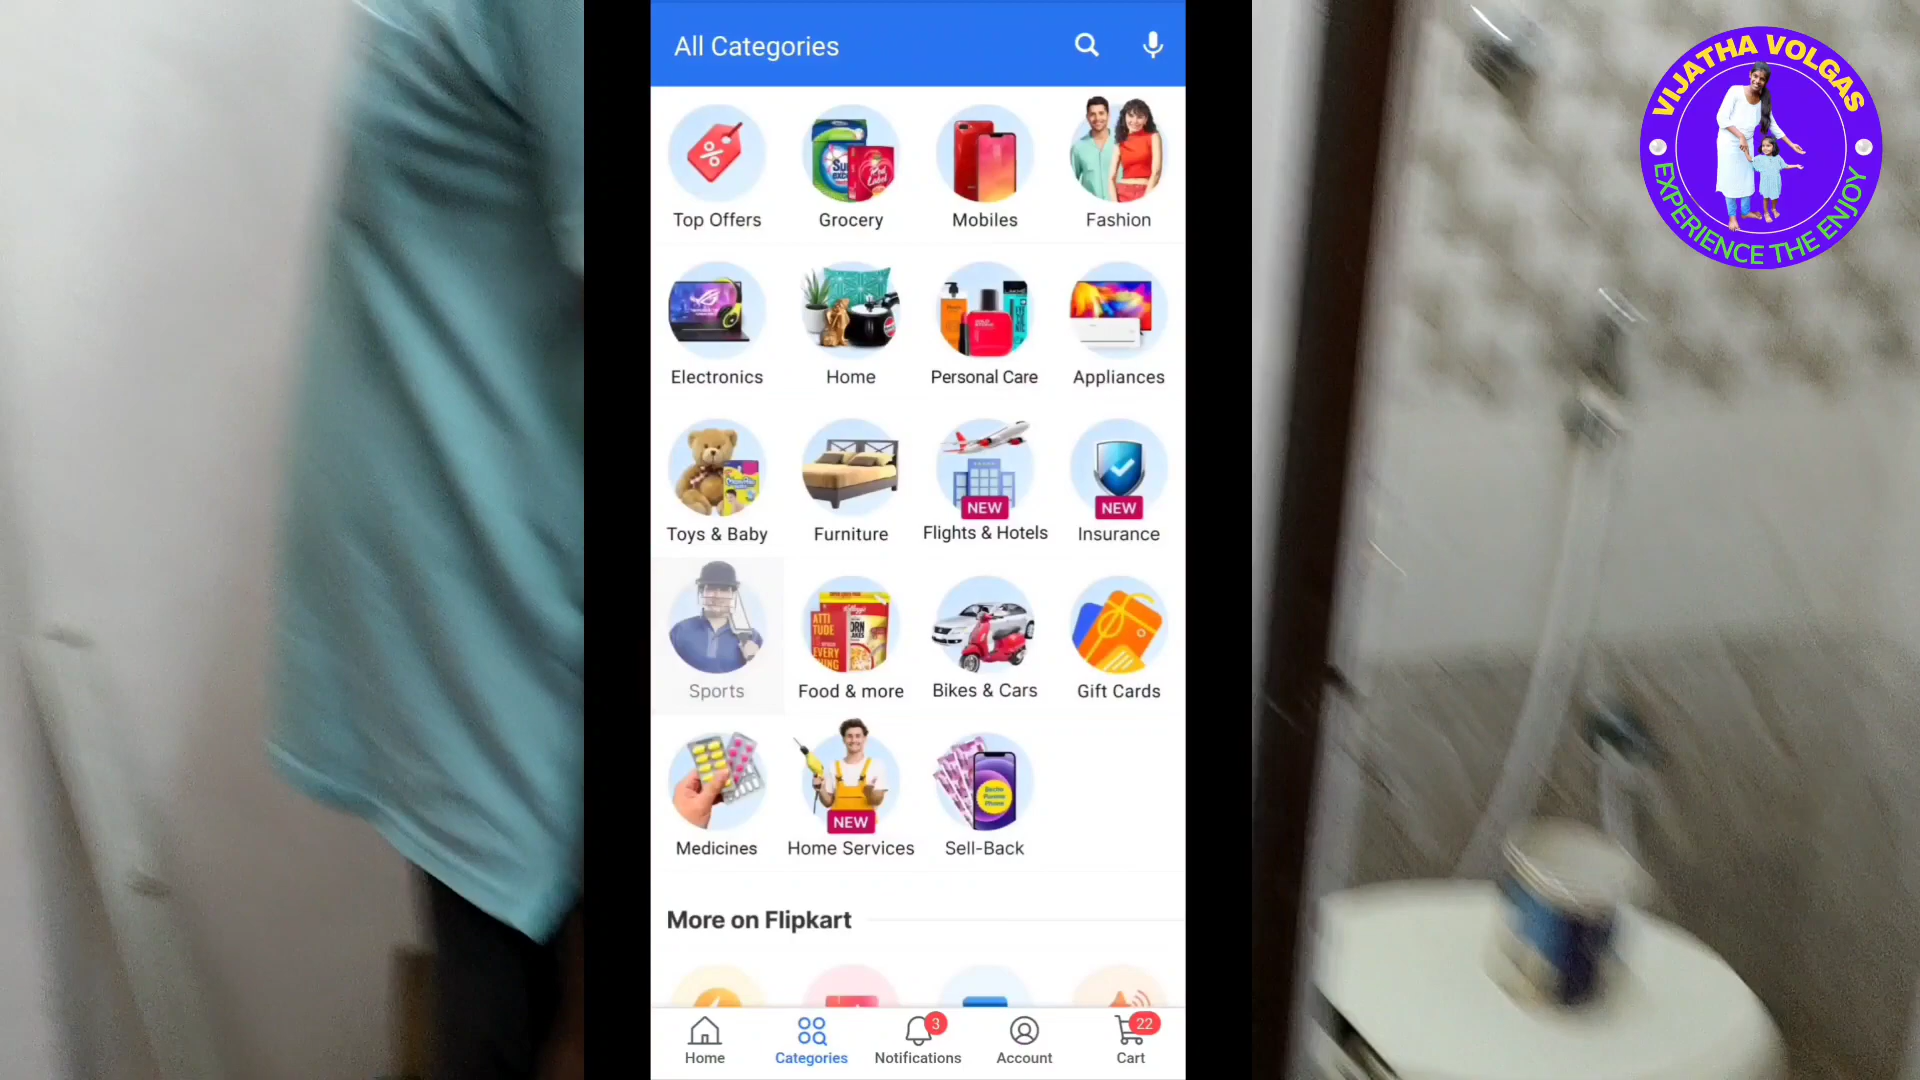 All Categories
Top Offers
Grocery
Mobiles
Fashion
Electronics
Home
Personal Care
Appliances
Toys & Baby
Furniture
NEW
Flights & Hotels
NEW
Insurance
Sports
Food & more
Bikes & Cars
Gift Cards
Medicines
NEW
Home Services
Sell-Back
More on Flipkart
Home
Categories
3
Notifications
Account
22
Cart
VIJATHA VOLGAS
EXPERIENCE THE ENJOY